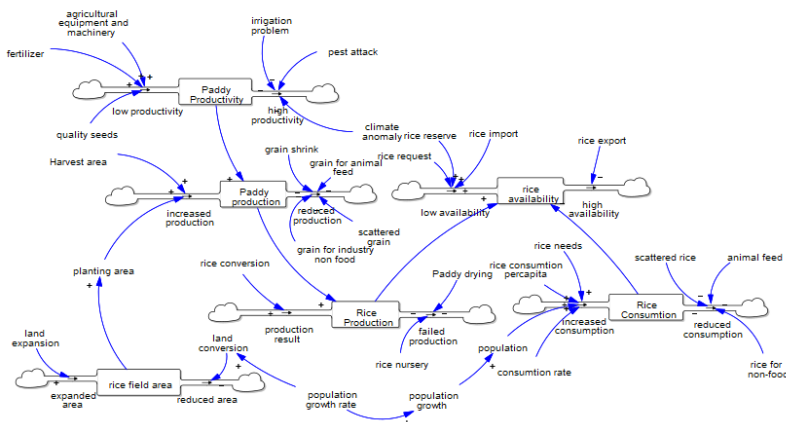 agricultural
equipment and
machinery
fertilizer
irrigation
problem
pest attack
Paddy
Productivity
low productivity
high
productivity
quality seeds
climate
anomaly
Harvest area
grain shrink
grain for animal
feed
Paddy
production
increased
production
reduced
production
scattered
grain
grain for industry
non food
rice reserve
rice import
rice request
rice export
rice
availability
low availability
high
availability
planting area
rice conversion
Paddy drying
Rice
Production
production
result
failed
production
rice nursery
rice needs
rice consumtion
percapita
scattered rice
animal feed
Rice
Consumtion
increased
consumption
reduced
consumption
population
consumtion rate
rice for
non-food
land
expansion
land
conversion
rice field area
expanded
area
reduced area
population
growth rate
population
growth